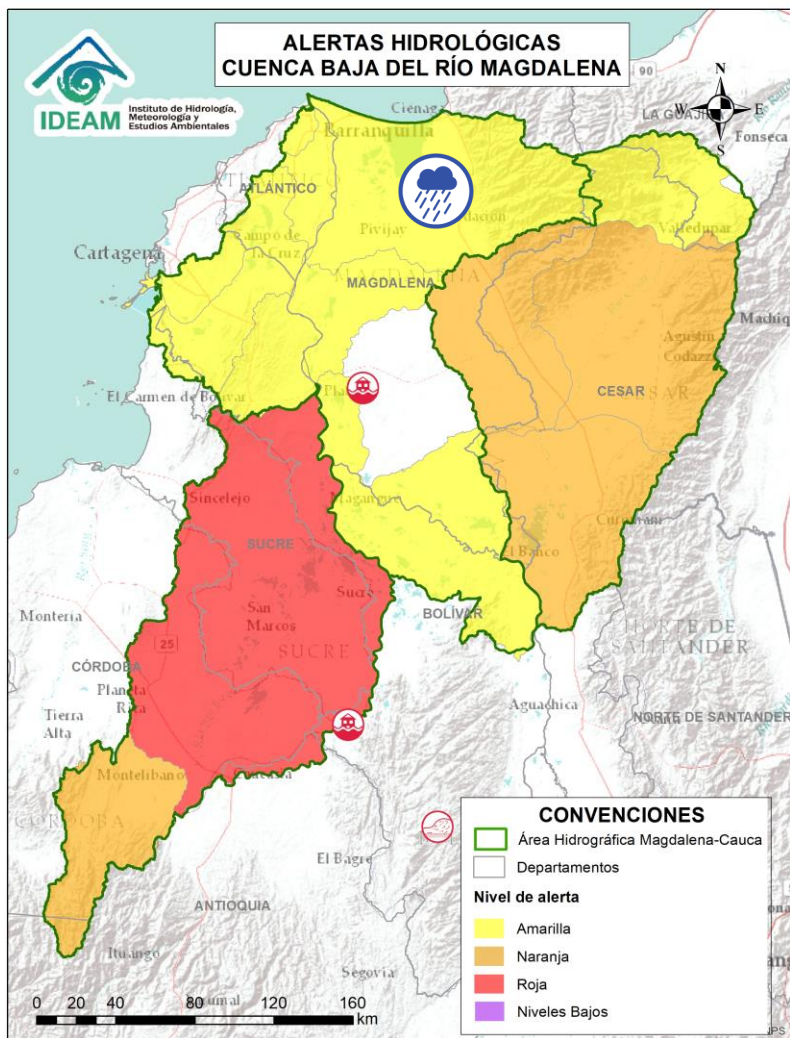 ALERTAS HIDROLÓGICAS
CUENCA BAJA DEL RÍO MAGDALENA
IDEAM
Instituto de Hidrología,
Meteorología y
Estudios Ambientales
N
W
E
S
90
Ciénaga
Barranquilla
LA GUAJIRA
Fonseca
ATLÁNTICO
Pivijay
Valledupar
Cartagena
Campo de
la Cruz
MAGDALENA
MAGDALENA
Machiq
Agustín
Codazzi
CESAR
El Carmen de Bolívar
Sincelejo
Magangué
SUCRE
El Banco
Sucre
BOLÍVAR
Montería
San
Marcos
SUCRE
NORTE DE
SANTANDER
25
CÓRDOBA
Planeta
Rica
Aguachica
NORTE DE SANTANDER
Tierra
Alta
Montelíbano
CÓRDOBA
El Bagre
ANTIOQUIA
Ituango
Segovia
CONVENCIONES
Área Hidrográfica Magdalena-Cauca
Departamentos
Nivel de alerta
Amarilla
Naranja
Roja
Niveles Bajos
0 20 40 80 120 160
km